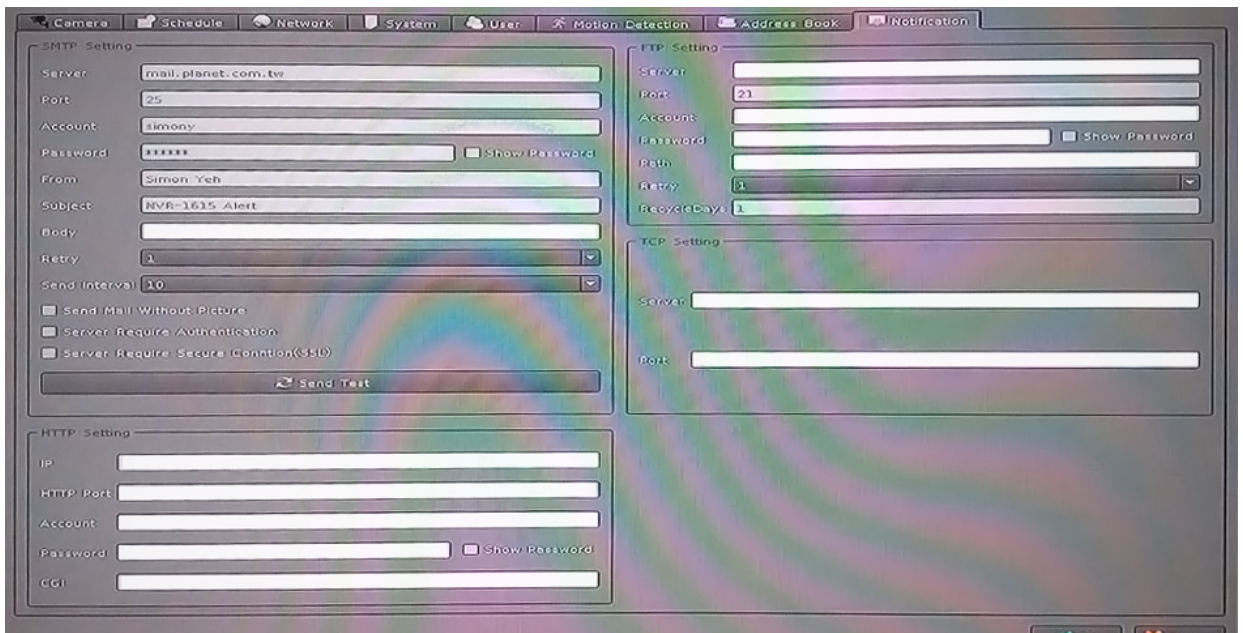 Camera Schedule Network System User Motion Detection Address Book Notification
SMTP Setting
Server mail.planet.com.tw
Port 25
Account simony
Password ******
Show Password
From Simon Yeh
Subject NVR-1615 Alert
Body
Retry 1
Send Interval 10
Send Mail Without Picture
Server Require Authentication
Server Require Secure Conntion(SSL)
Send Test
HTTP Setting
IP
HTTP Port
Account
Password
Show Password
CGI
FTP Setting
Server
Port 21
Account
Password
Show Password
Path
Retry 1
RecycleDays 1
TCP Setting
Server
Port